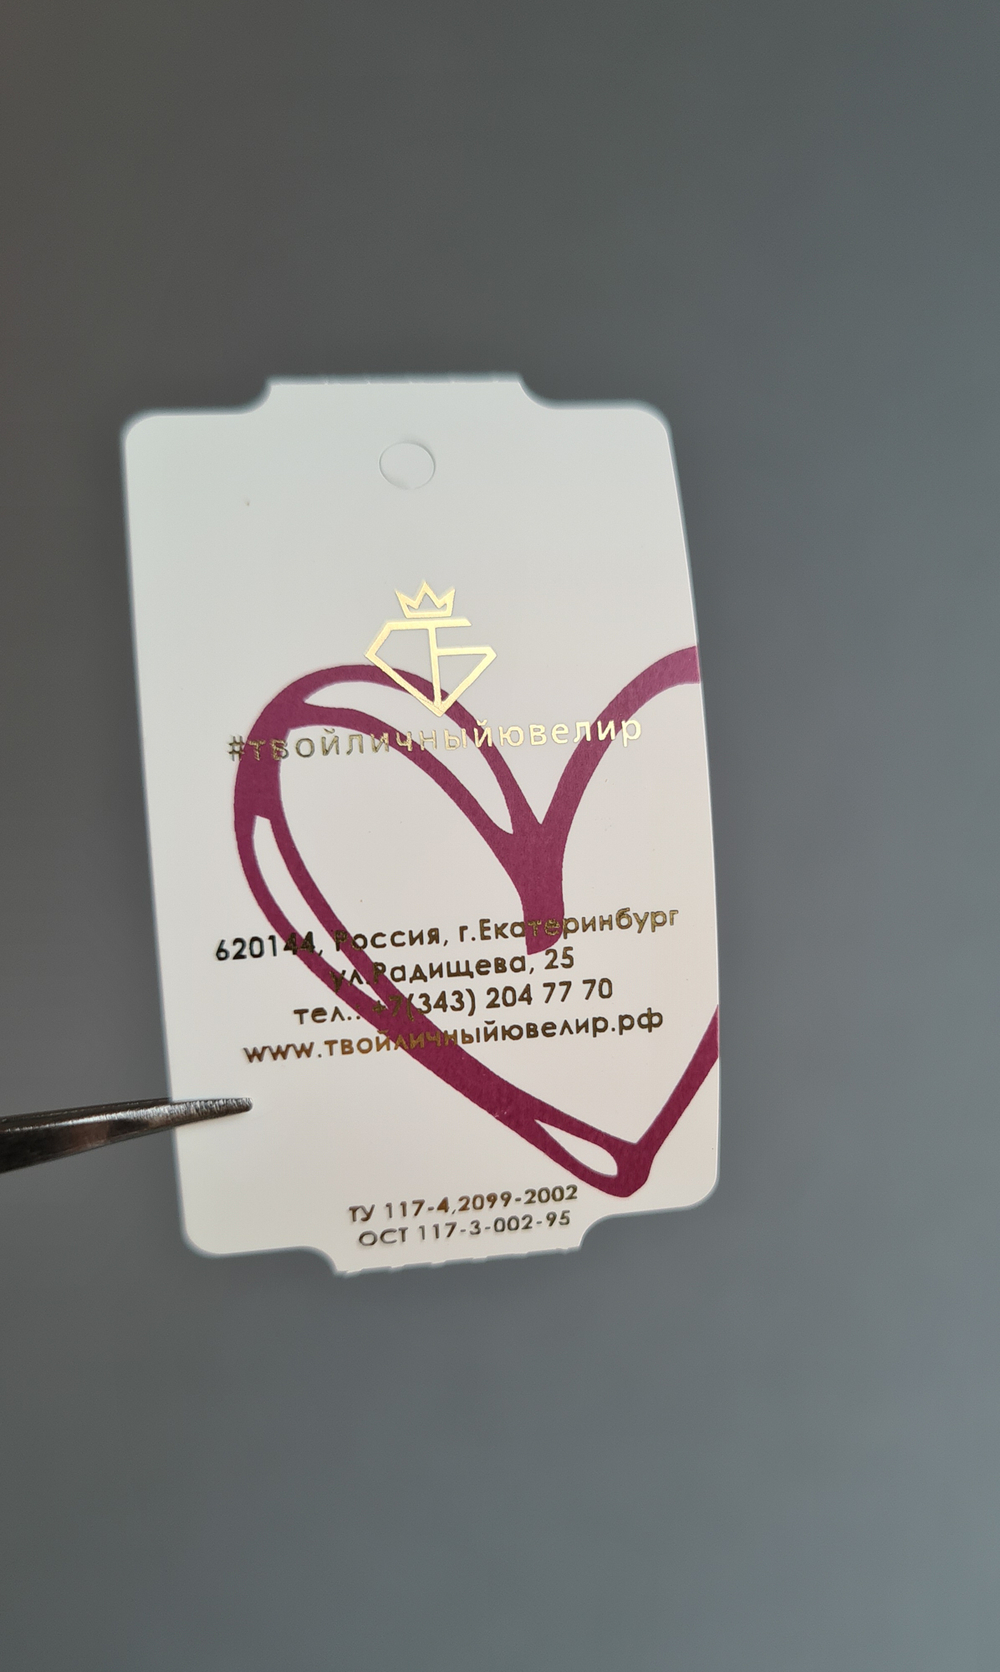 #твойличныйювелир
620144, Россия, г.Екатеринбург
ул.Радищева, 25
тел.: +7(343) 204 77 70
www.твойличныйювелир.рф
ТУ 117-4,2099-2002
ОСТ 117-3-002-95